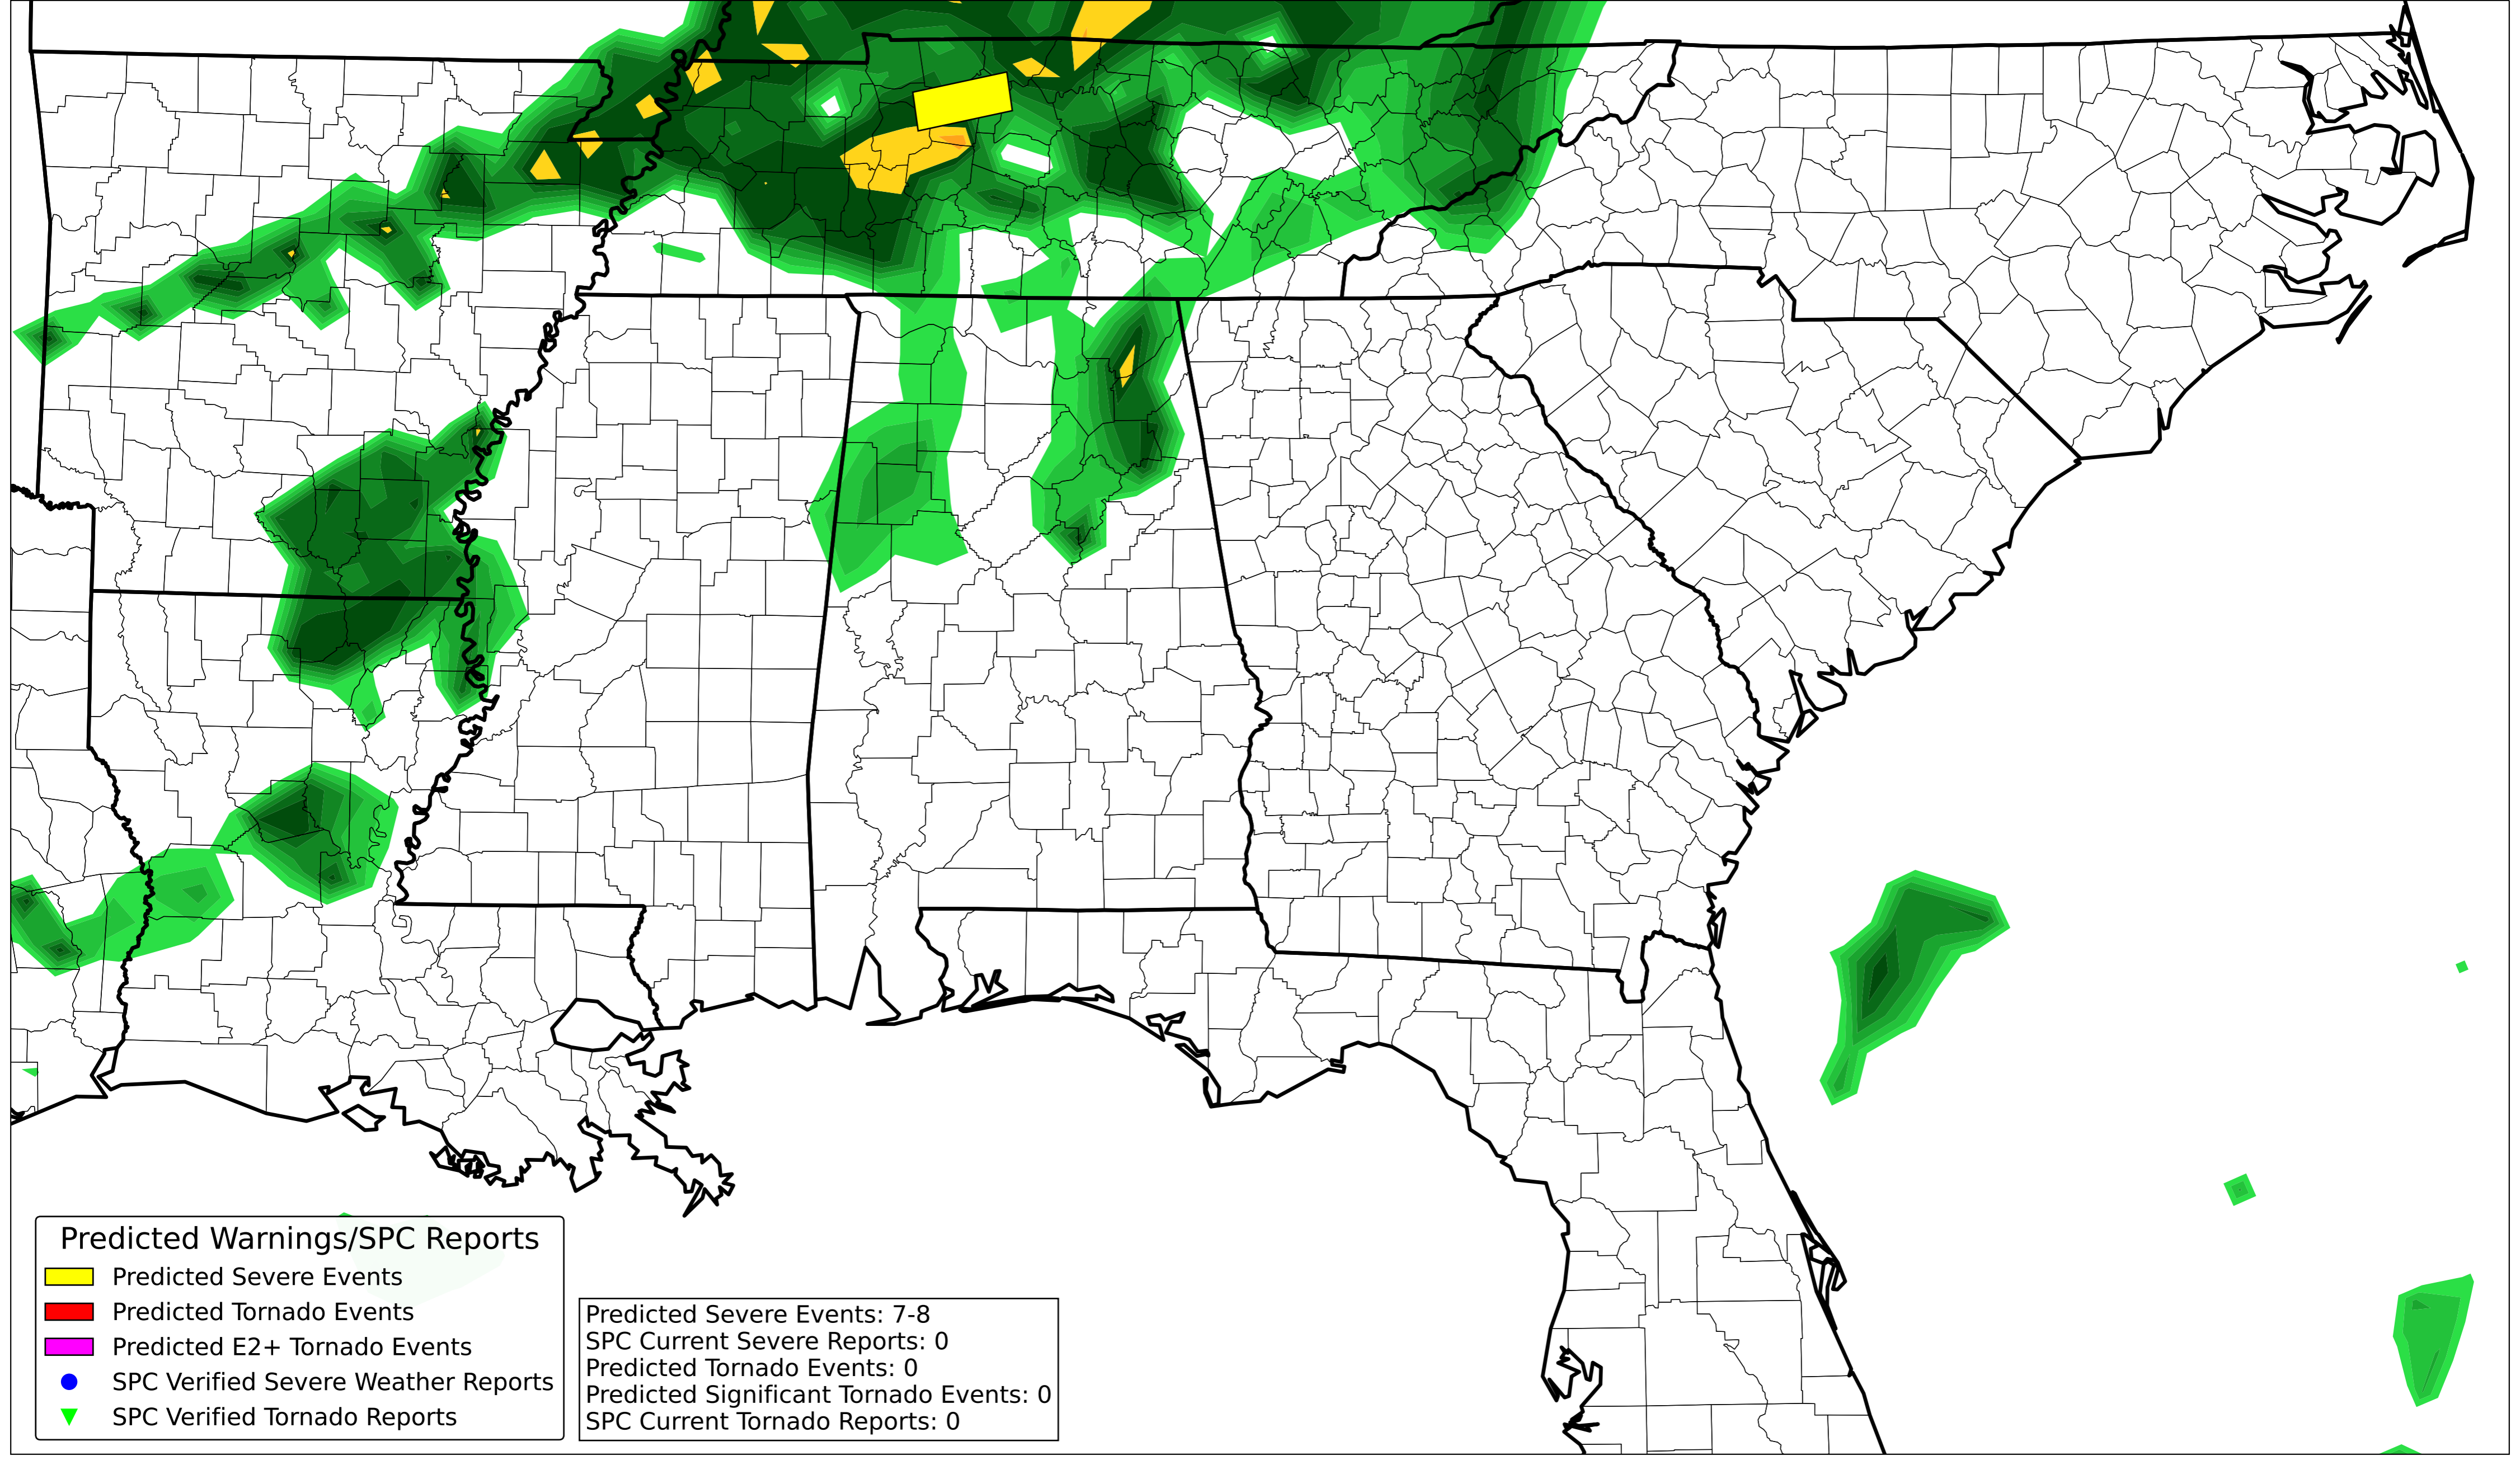 Predicted Warnings/SPC Reports
Predicted Severe Events
Predicted Tornado Events
Predicted E2+ Tornado Events
SPC Verified Severe Weather Reports
SPC Verified Tornado Reports
Predicted Severe Events: 7-8
SPC Current Severe Reports: 0
Predicted Tornado Events: 0
Predicted Significant Tornado Events: 0
SPC Current Tornado Reports: 0